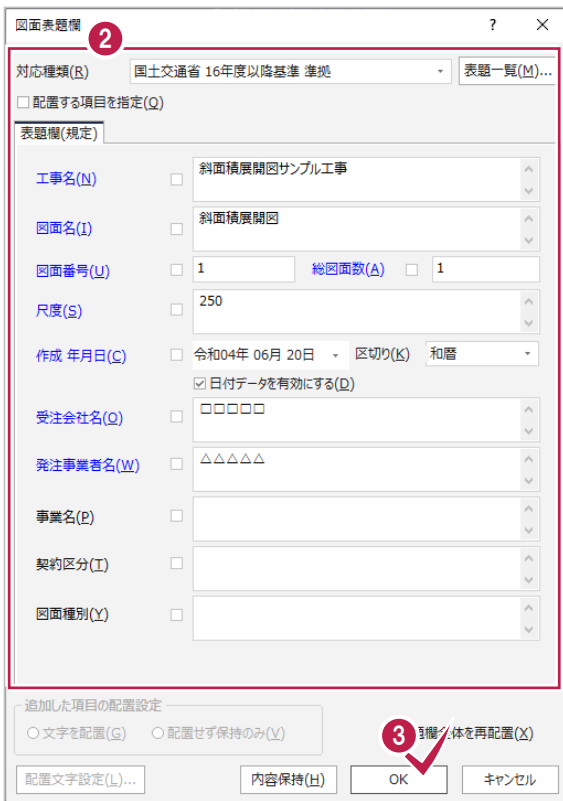 図面表題欄 ? ×
2
対応種類(R) 国土交通省 16年度以降基準 準拠 表題一覧(M)...
配置する項目を指定(Q)
表題欄(規定)
工事名(N) 斜面積展開図サンプル工事
図面名(I) 斜面積展開図
図面番号(U) 1 総図面数(A) 1
尺度(S) 250
作成 年月日(C) 令和04年 06月 20日 区切り(K) 和暦
日付データを有効にする(D)
受注会社名(O) □□□□□
発注事業者名(W) △△△△△
事業名(P)
契約区分(T)
図面種別(Y)
追加した項目の配置設定
文字を配置(G) 配置せず保持のみ(V)
3 題欄全体を再配置(X)
配置文字設定(L)... 内容保持(H) OK キャンセル